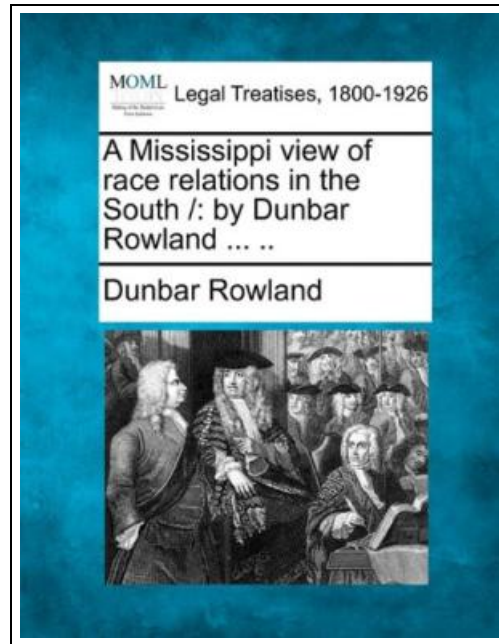 MOML
Legal Treatises, 1800-1926
A Mississippi view of
race relations in the
South /: by Dunbar
Rowland ... ..
Dunbar Rowland